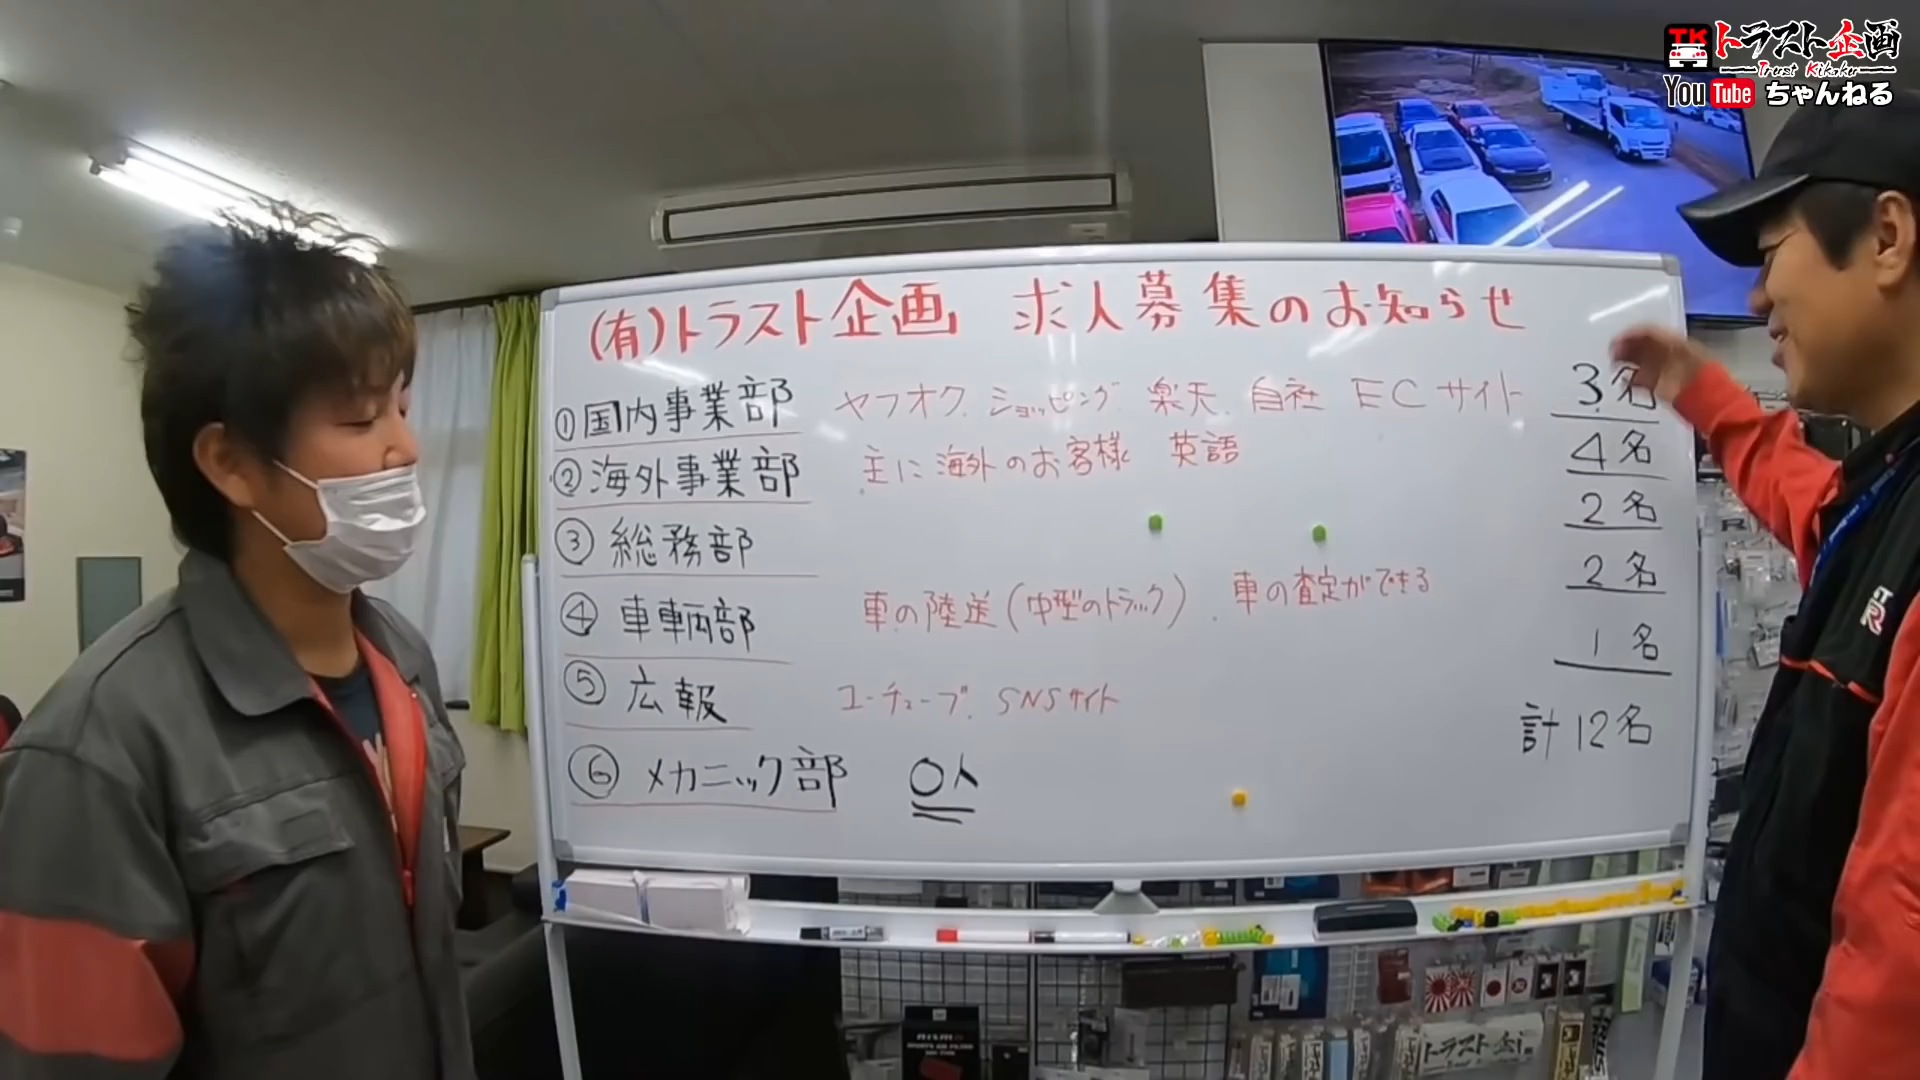 TK トラスト企画
Trust Kikaku
YouTube ちゃんねる
(有)トラスト企画 求人募集のお知らせ
①国内事業部 ヤフオク. ショッピング. 楽天. 自社 ECサイト 3名
②海外事業部 主に海外のお客様 英語 4名
③総務部 2名
④車輌部 車の陸送(中型のトラック). 車の査定ができる 2名
⑤広報 ユーチューブ. SNSサイト 1名
計12名
⑥メカニック部 0人
トラスト企画